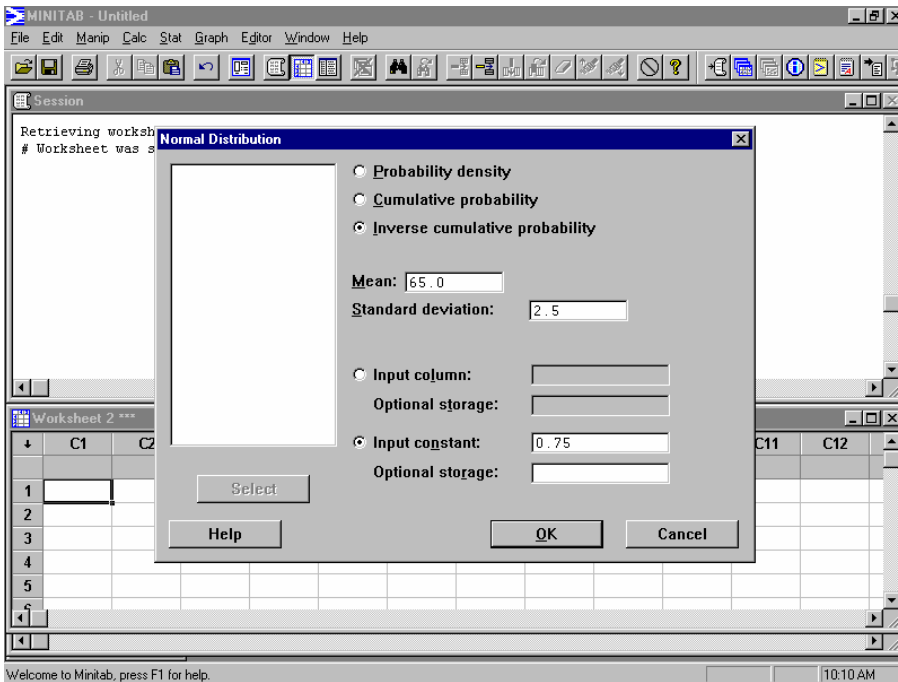 MINITAB - Untitled
File Edit Manip Calc Stat Graph Editor Window Help
Session
Retrieving worksh
# Worksheet was s
Normal Distribution
Probability density
Cumulative probability
Inverse cumulative probability
Mean: 65.0
Standard deviation: 2.5
Input column:
Optional storage:
Input constant: 0.75
Optional storage:
Select
Help OK Cancel
Worksheet 2 ***
C1 C2 C11 C12
1
2
3
4
5
6
Welcome to Minitab, press F1 for help. 10:10 AM